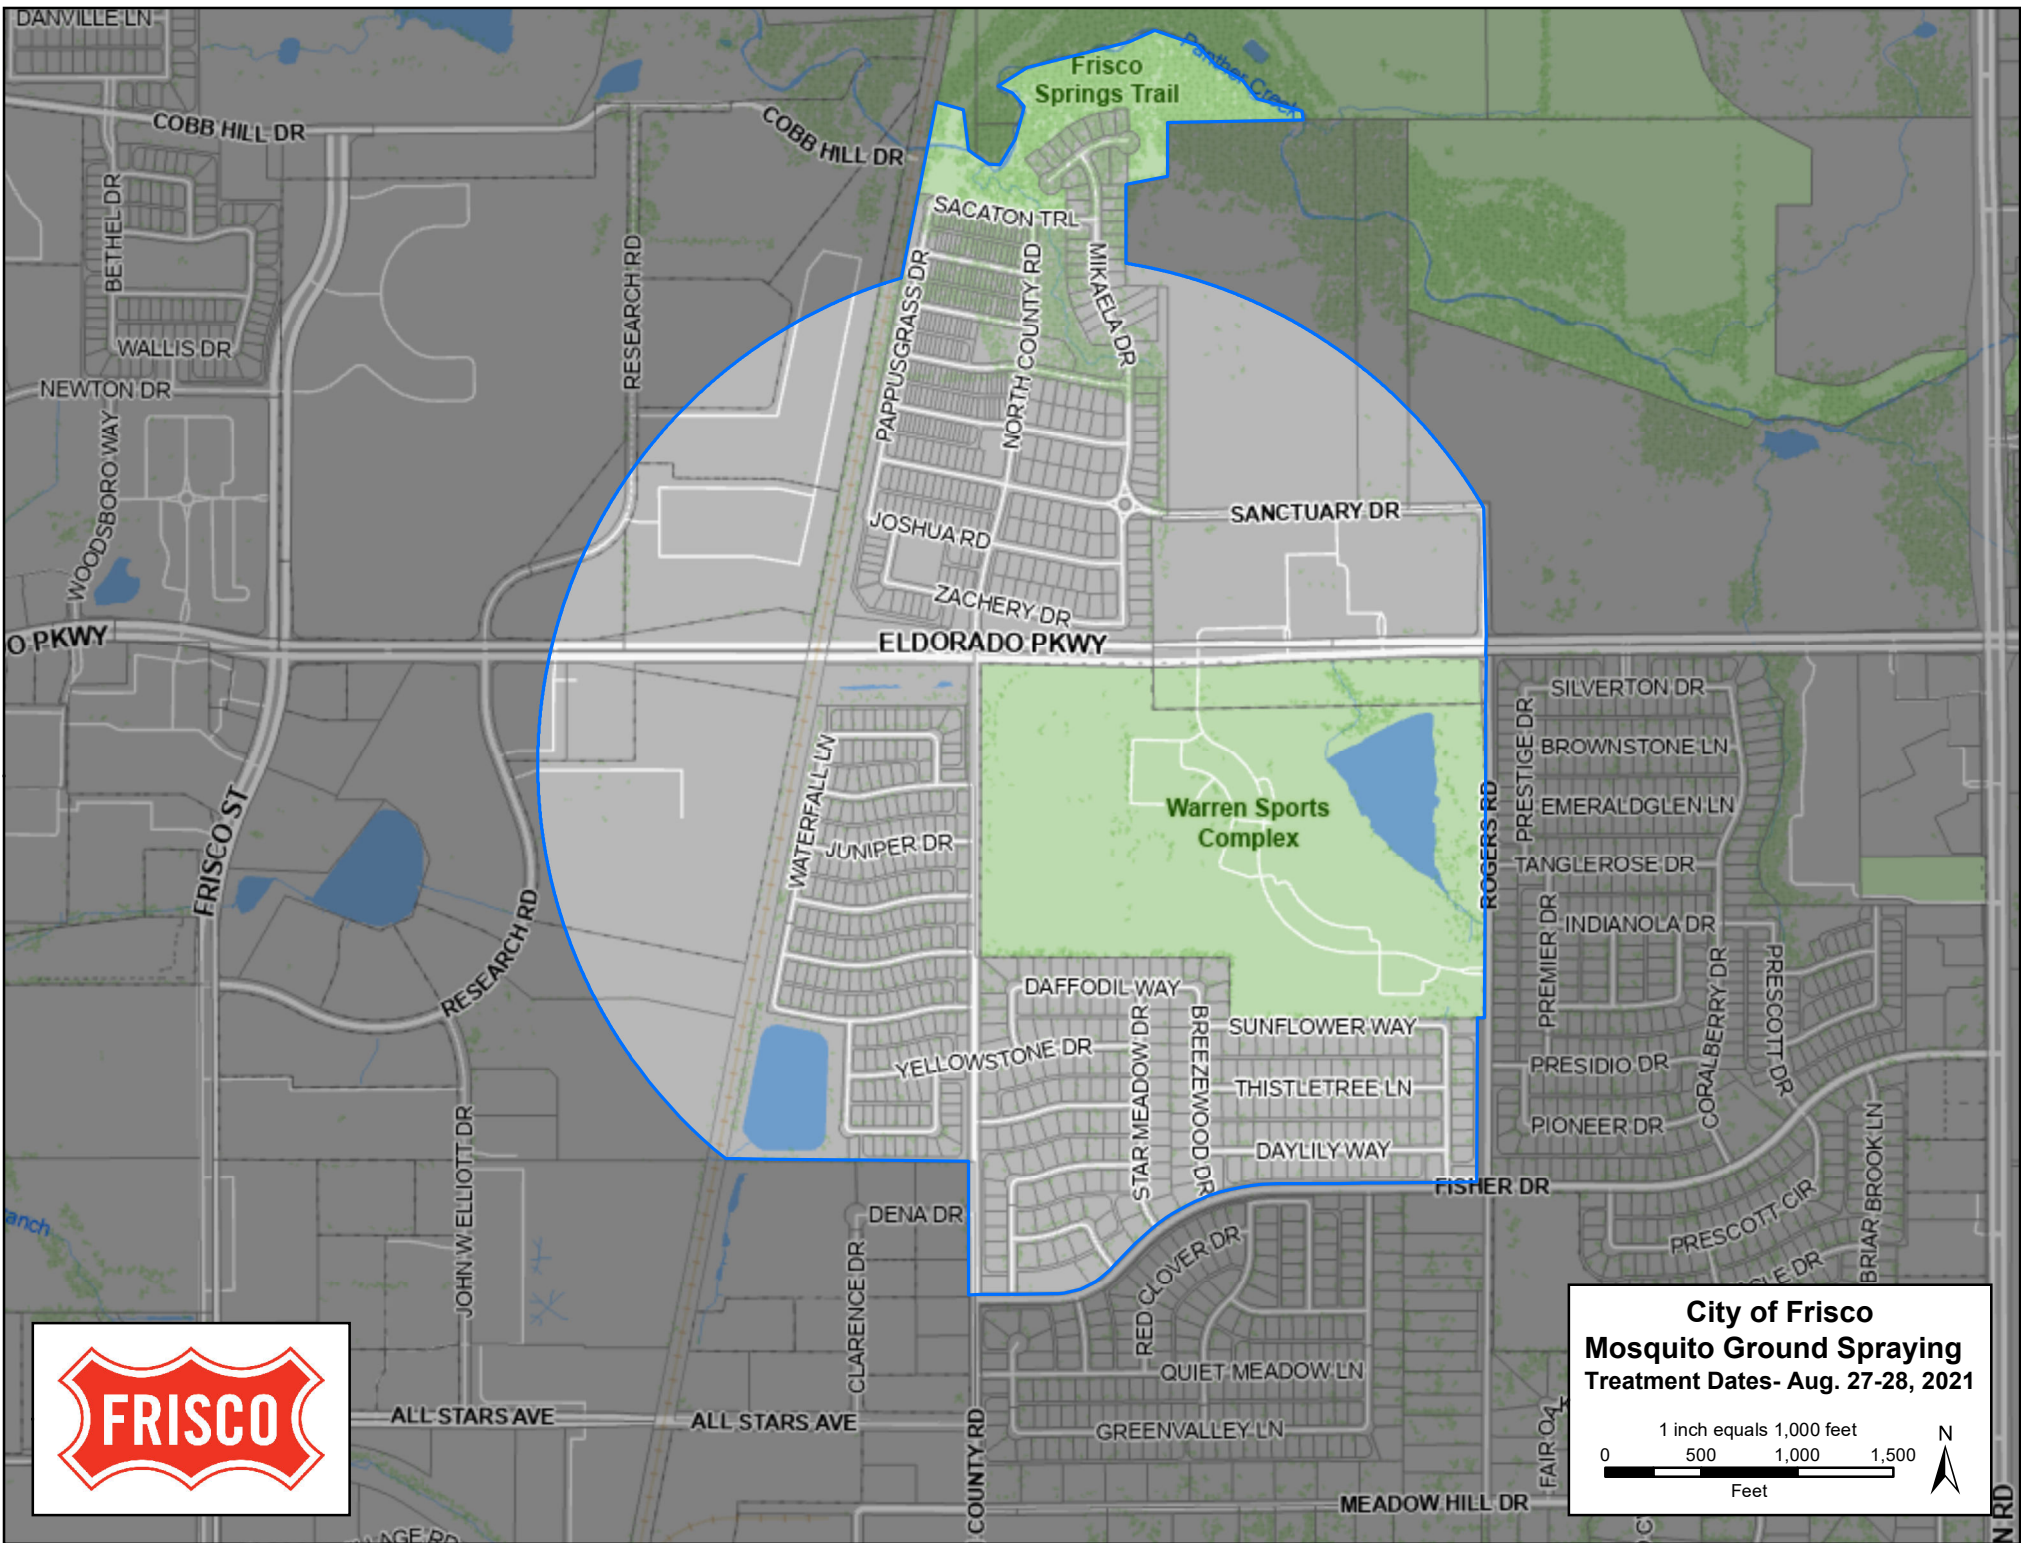 DANVILLE LN
Panther Creek
Frisco
Springs Trail
COBB HILL DR
COBB HILL DR
BETHEL DR
SACATON TRL
RESEARCH RD
PAPPUSGRASS DR
NORTH COUNTY RD
MIKAELA DR
WALLIS DR
NEWTON DR
WOODSBORO WAY
SANCTUARY DR
JOSHUA RD
ZACHERY DR
O PKWY
ELDORADO PKWY
SILVERTON DR
PRESTIGE DR
BROWNSTONE LN
WATERFALL LN
FRISCO ST
Warren Sports
Complex
ROGERS RD
EMERALDGLEN LN
JUNIPER DR
TANGLEROSE DR
PREMIER DR
INDIANOLA DR
RESEARCH RD
CORALBERRY DR
PRESCOTT DR
DAFFODIL WAY
STAR MEADOW DR
BREEZEWOOD DR
SUNFLOWER WAY
YELLOWSTONE DR
PRESIDIO DR
THISTLETREE LN
JOHN W ELLIOTT DR
PIONEER DR
BRIAR BROOK LN
DAYLILY WAY
FISHER DR
anch
DENA DR
PRESCOTT CIR
CLE DR
CLARENCE DR
RED CLOVER DR
QUIET MEADOW LN
ALL STARS AVE
ALL STARS AVE
GREENVALLEY LN
COUNTY RD
FAIR OA
MEADOW HILL DR
N RD
FRISCO
City of Frisco
Mosquito Ground Spraying
Treatment Dates- Aug. 27-28, 2021
1 inch equals 1,000 feet
N
0 500 1,000 1,500
Feet